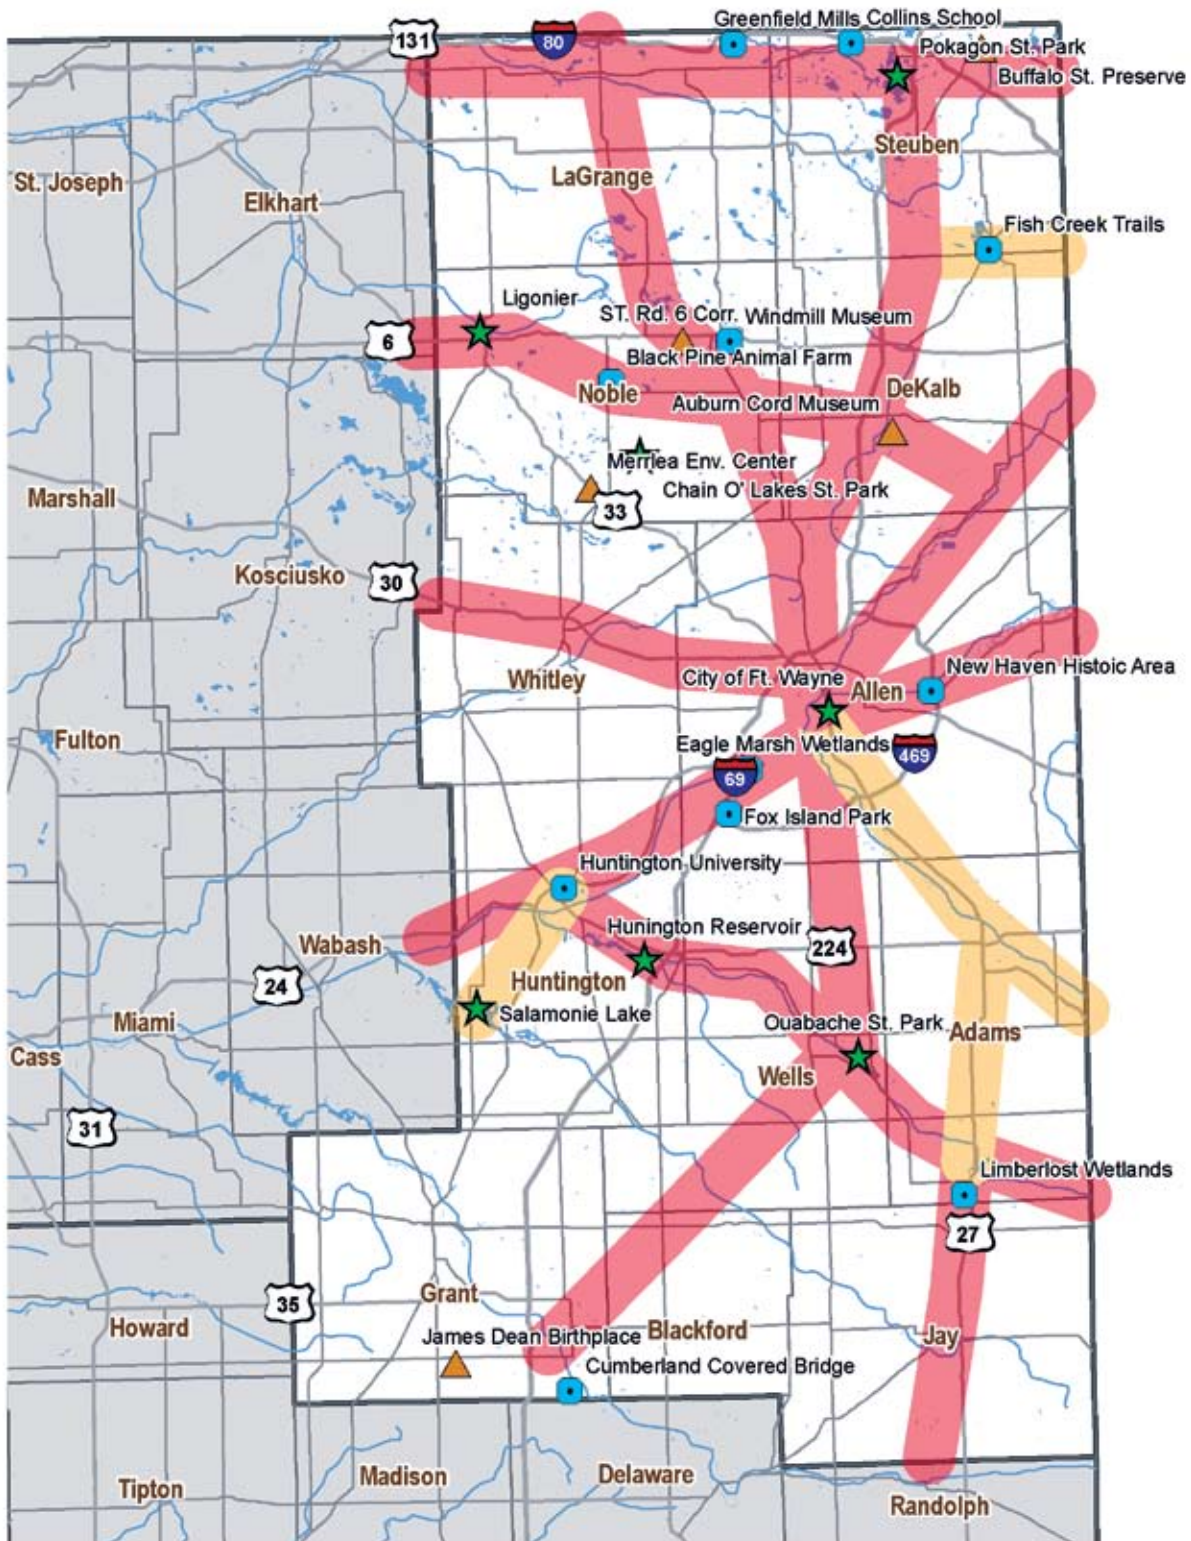 Greenfield Mills Collins School
131
80
Pokagon St. Park
Buffalo St. Preserve
Steuben
St. Joseph
Elkhart
LaGrange
Fish Creek Trails
Ligonier
ST. Rd. 6 Corr. Windmill Museum
6
Black Pine Animal Farm
Noble
DeKalb
Auburn Cord Museum
Merrlea Env. Center
Chain O' Lakes St. Park
Marshall
33
Kosciusko
30
New Haven Histoic Area
Whitley
City of Ft. Wayne
Allen
Fulton
Eagle Marsh Wetlands
469
69
Fox Island Park
Huntington University
Hunington Reservoir
Wabash
224
24
Huntington
Salamonie Lake
Miami
Ouabache St. Park
Adams
Cass
Wells
31
Limberlost Wetlands
27
Grant
35
Howard
James Dean Birthplace
Blackford
Jay
Cumberland Covered Bridge
Tipton
Madison
Delaware
Randolph